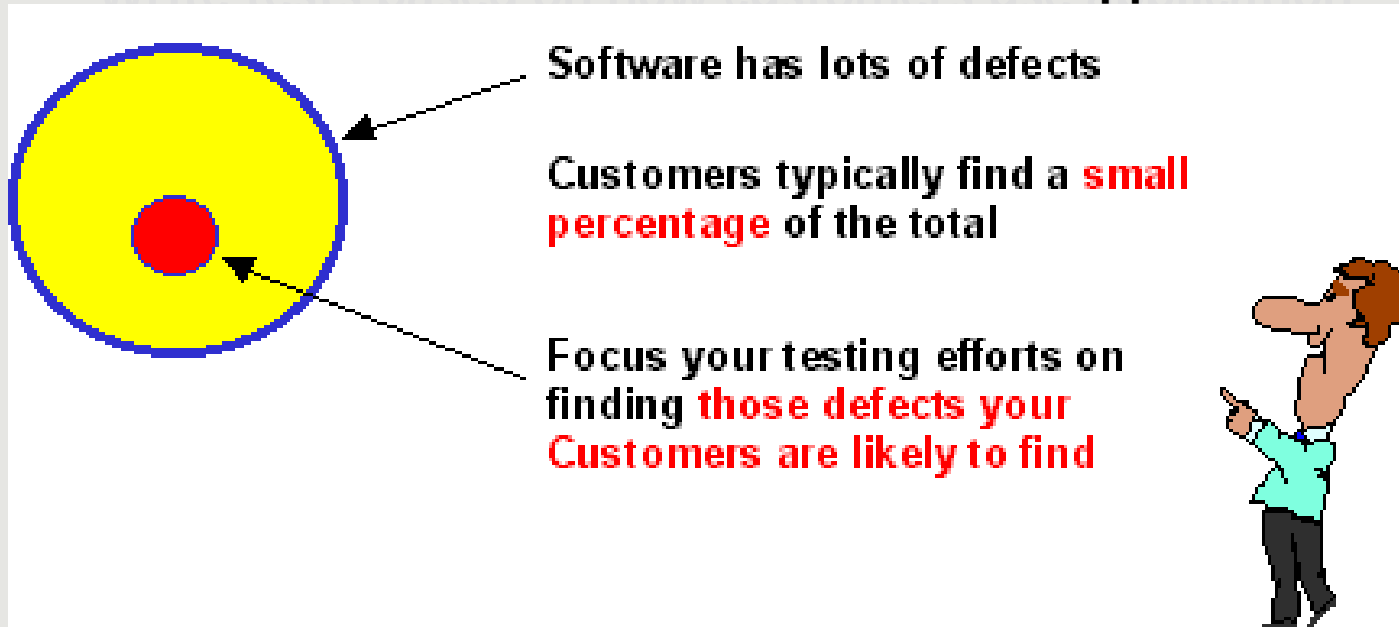 Software has lots of defects
Customers typically find a small
percentage of the total
Focus your testing efforts on
finding those defects your
Customers are likely to find